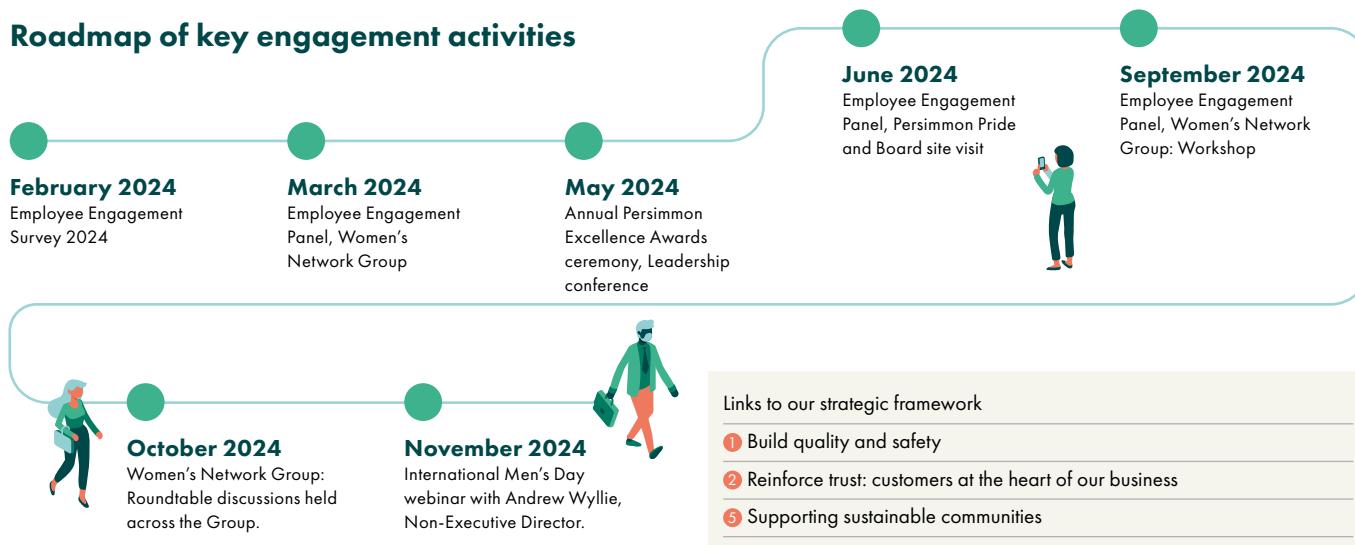 Roadmap of key engagement activities
February 2024
Employee Engagement
Survey 2024
March 2024
Employee Engagement
Panel, Women’s
Network Group
May 2024
Annual Persimmon
Excellence Awards
ceremony, Leadership
conference
June 2024
Employee Engagement
Panel, Persimmon Pride
and Board site visit
September 2024
Employee Engagement
Panel, Women’s Network
Group: Workshop
October 2024
Women’s Network Group:
Roundtable discussions held
across the Group.
November 2024
International Men’s Day
webinar with Andrew Wyllie,
Non-Executive Director.
Links to our strategic framework
1 Build quality and safety
2 Reinforce trust: customers at the heart of our business
5 Supporting sustainable communities